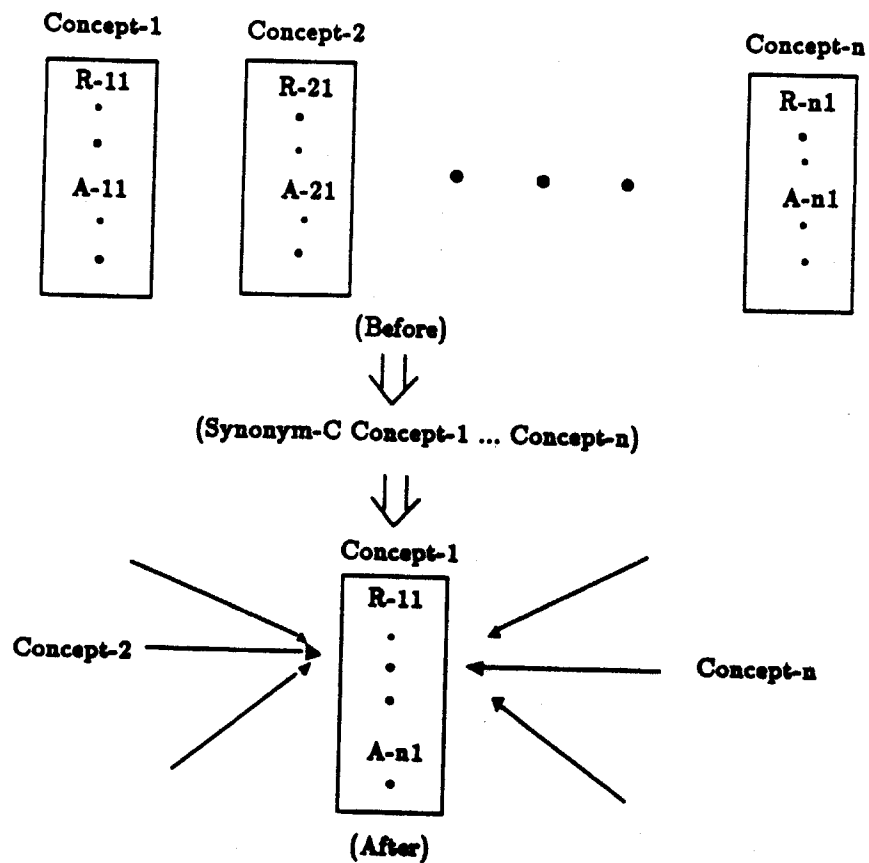 Concept-1
Concept-2
Concept-n
R-11
A-11
R-21
A-21
R-n1
A-n1
(Before)
(Synonym-C Concept-1 ... Concept-n)
Concept-1
R-11
A-n1
Concept-2
Concept-n
(After)